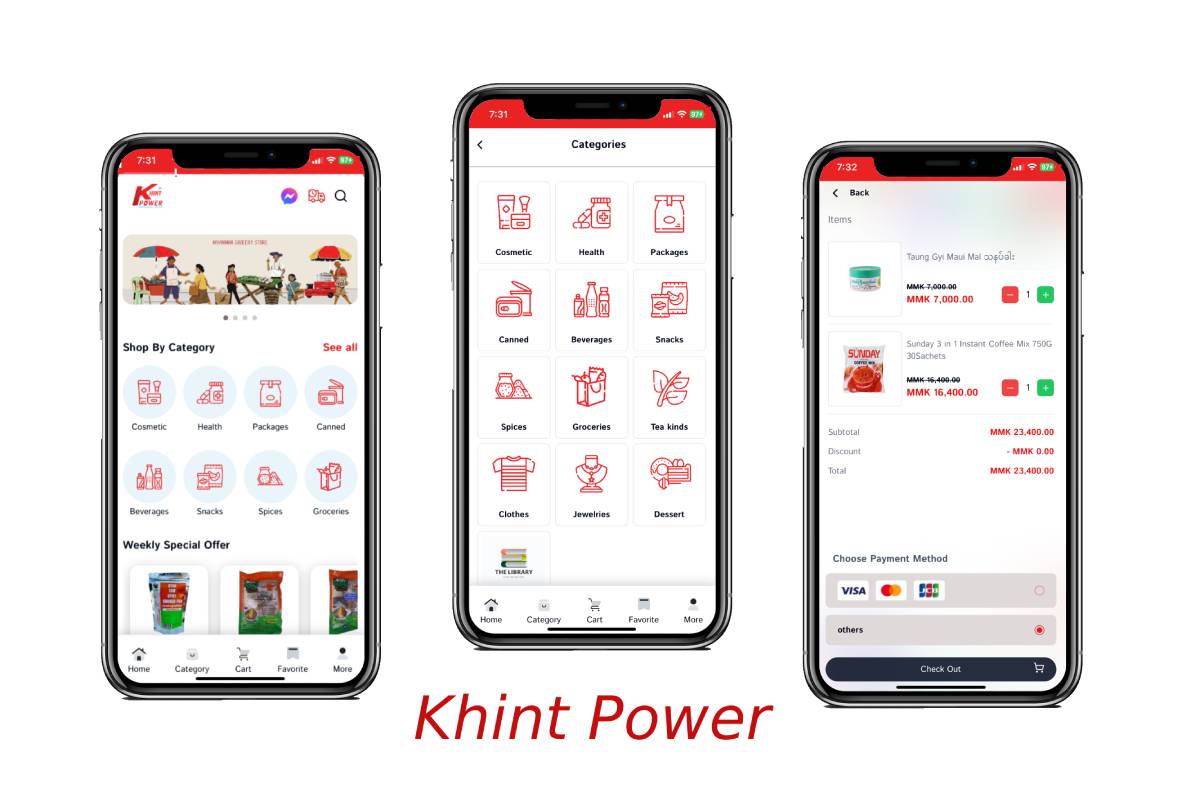 7:31
97+
KHINT
POWER
MYANMAR GROCERY STORE
Shop By Category
See all
Cosmetic
Health
Packages
Canned
Beverages
Snacks
Spices
Groceries
Weekly Special Offer
Home
Category
Cart
Favorite
More
7:31
97+
Categories
Cosmetic
Health
Packages
Canned
Beverages
Snacks
Spices
Groceries
Tea kinds
Clothes
Jewelries
Dessert
THE LIBRARY
Home
Category
Cart
Favorite
More
7:32
97+
Back
Items
Taung Gyi Maui Mal သနပ်ခါး
MMK 7,000.00
MMK 7,000.00
1
SUNDAY
COFFEE MIX
Sunday 3 in 1 Instant Coffee Mix 750G
30Sachets
MMK 16,400.00
MMK 16,400.00
1
Subtotal
MMK 23,400.00
Discount
- MMK 0.00
Total
MMK 23,400.00
Choose Payment Method
VISA
JCB
others
Check Out
Khint Power